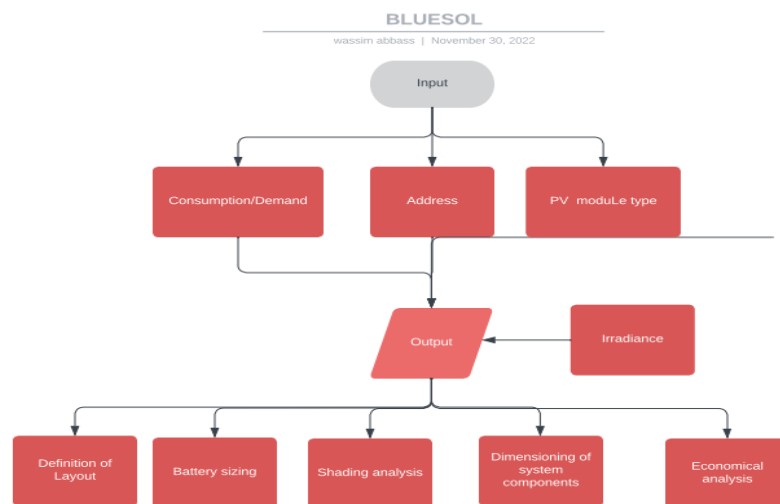 BLUESOL
wassim abbass | November 30, 2022
Input
Consumption/Demand
Address
PV moduLe type
Output
Irradiance
Definition of
Layout
Battery sizing
Shading analysis
Dimensioning of
system
components
Economical
analysis